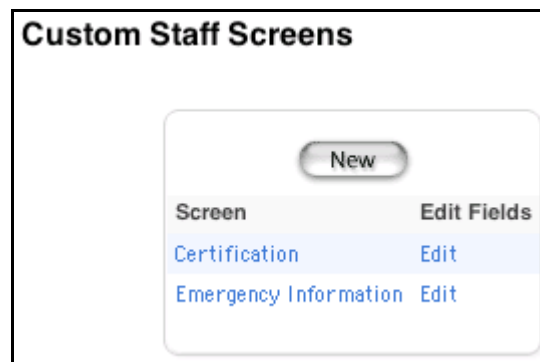 Custom Staff Screens
New
Screen Edit Fields
Certification Edit
Emergency Information Edit